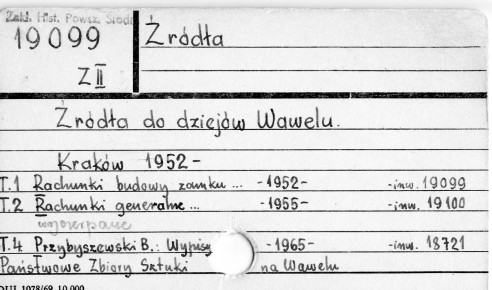 Zakł. Hist. Powsz. Średn
19099
Z II
Źródła
Źródła do dziejów Wawelu.
Kraków 1952 -
T.1 Rachunki budowy zamku ... - 1952 - - inw. 19099
T.2 Rachunki generalne ... - 1955 - - inw. 19100
wyczerpane
T.4 Przybyszewski B.: Wypisy - 1965 - - inw. 18721
Państwowe Zbiory Sztuki na Wawelu
DUJ. 1078/69 10.000